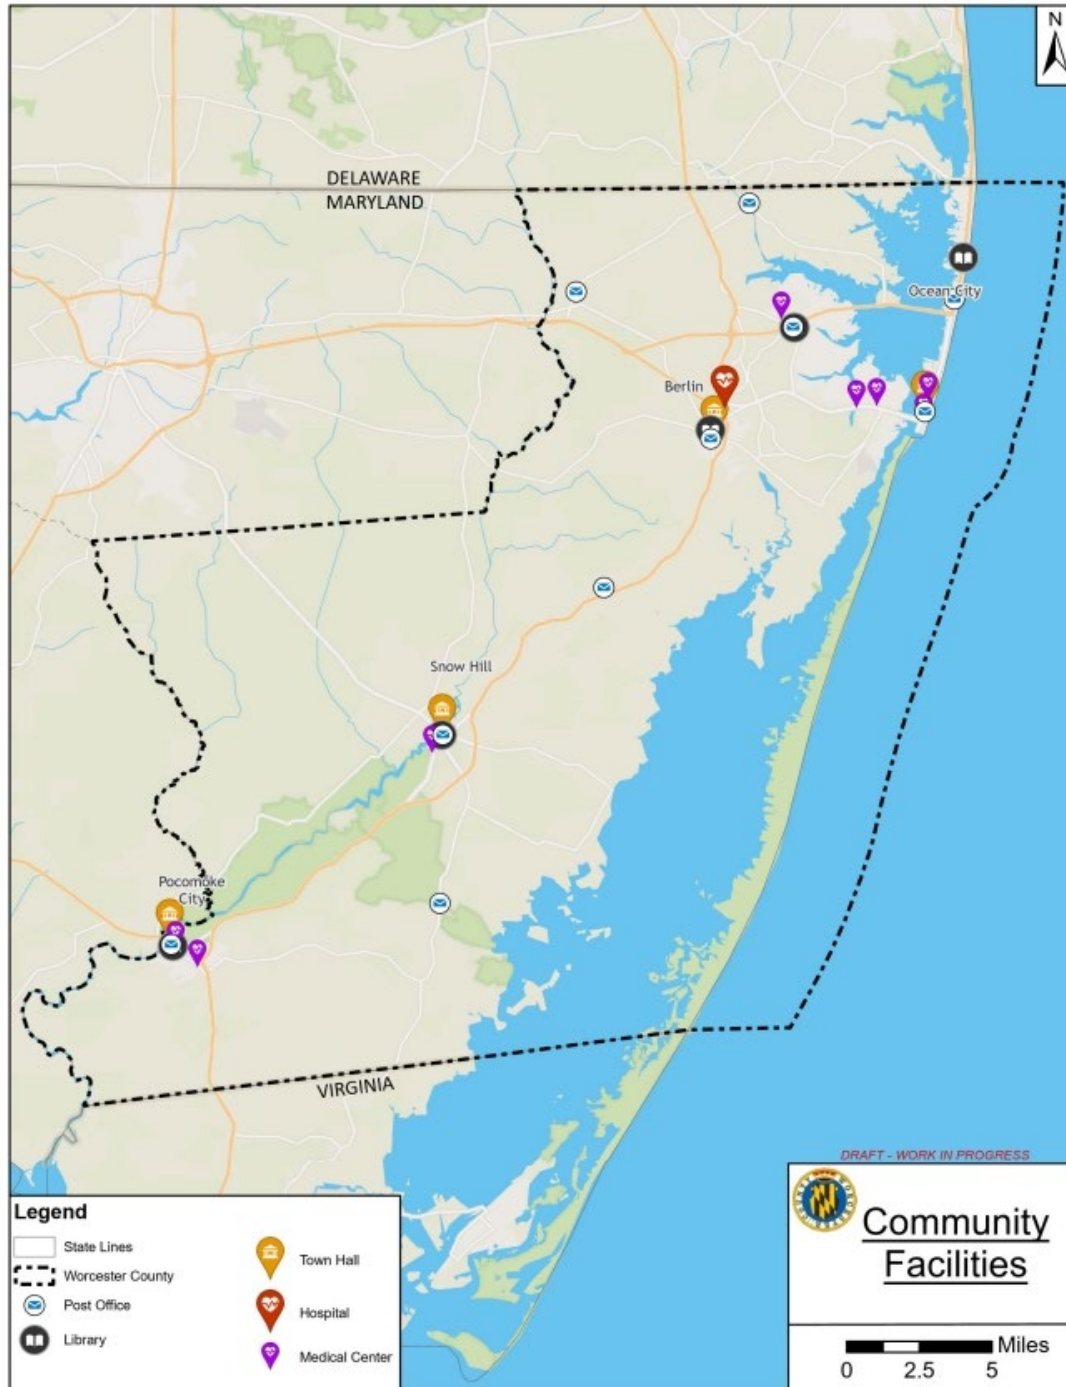 N
DELAWARE
MARYLAND
Ocean City
Berlin
Snow Hill
Pocomoke
City
VIRGINIA
DRAFT - WORK IN PROGRESS
Legend
State Lines
Worcester County
Post Office
Library
Town Hall
Hospital
Medical Center
Community
Facilities
Miles
0 2.5 5